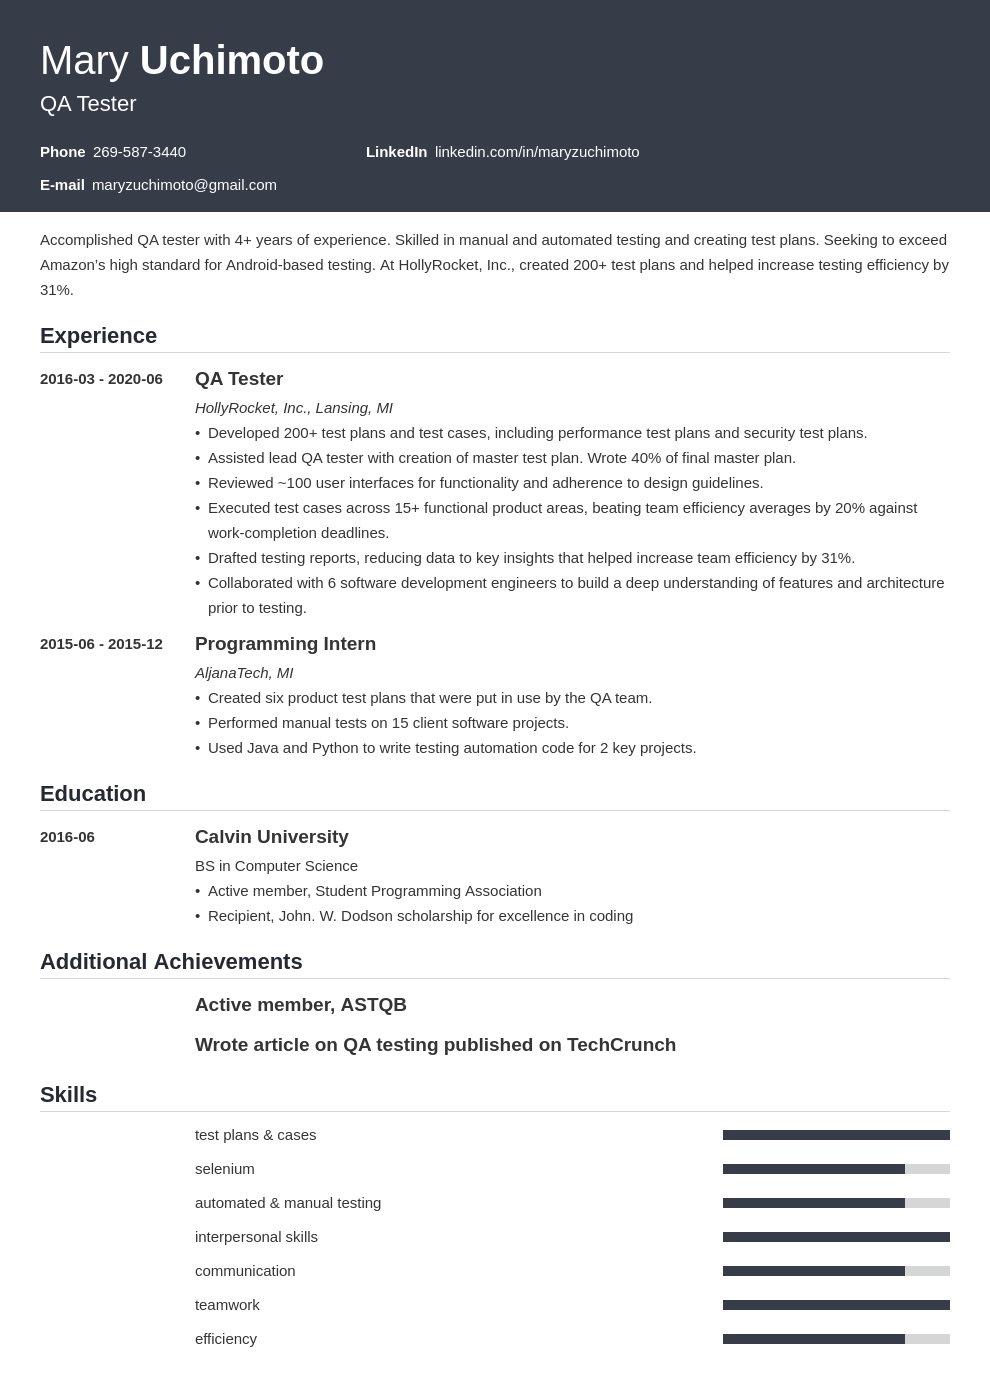 Mary Uchimoto
QA Tester
Phone 269-587-3440 LinkedIn linkedin.com/in/maryzuchimoto
E-mail maryzuchimoto@gmail.com
Accomplished QA tester with 4+ years of experience. Skilled in manual and automated testing and creating test plans. Seeking to exceed
Amazon's high standard for Android-based testing. At HollyRocket, Inc., created 200+ test plans and helped increase testing efficiency by
31%.
Experience
2016-03 - 2020-06 QA Tester
HollyRocket, Inc., Lansing, MI
• Developed 200+ test plans and test cases, including performance test plans and security test plans.
• Assisted lead QA tester with creation of master test plan. Wrote 40% of final master plan.
• Reviewed ~100 user interfaces for functionality and adherence to design guidelines.
• Executed test cases across 15+ functional product areas, beating team efficiency averages by 20% against
work-completion deadlines.
• Drafted testing reports, reducing data to key insights that helped increase team efficiency by 31%.
• Collaborated with 6 software development engineers to build a deep understanding of features and architecture
prior to testing.
2015-06 - 2015-12 Programming Intern
AljanaTech, MI
• Created six product test plans that were put in use by the QA team.
• Performed manual tests on 15 client software projects.
• Used Java and Python to write testing automation code for 2 key projects.
Education
2016-06 Calvin University
BS in Computer Science
• Active member, Student Programming Association
• Recipient, John. W. Dodson scholarship for excellence in coding
Additional Achievements
Active member, ASTQB
Wrote article on QA testing published on TechCrunch
Skills
test plans & cases
selenium
automated & manual testing
interpersonal skills
communication
teamwork
efficiency